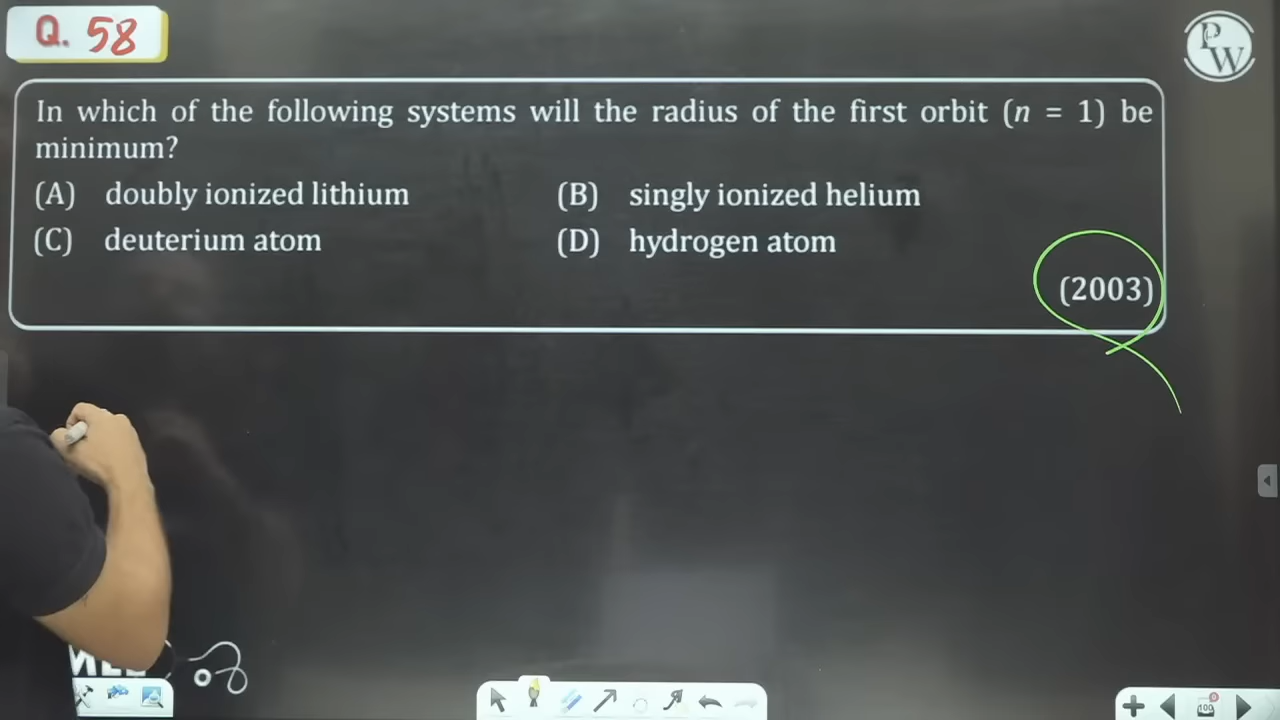 Q. 58
PW
In which of the following systems will the radius of the first orbit (n = 1) be
minimum?
(A) doubly ionized lithium (B) singly ionized helium
(C) deuterium atom (D) hydrogen atom
(2003)